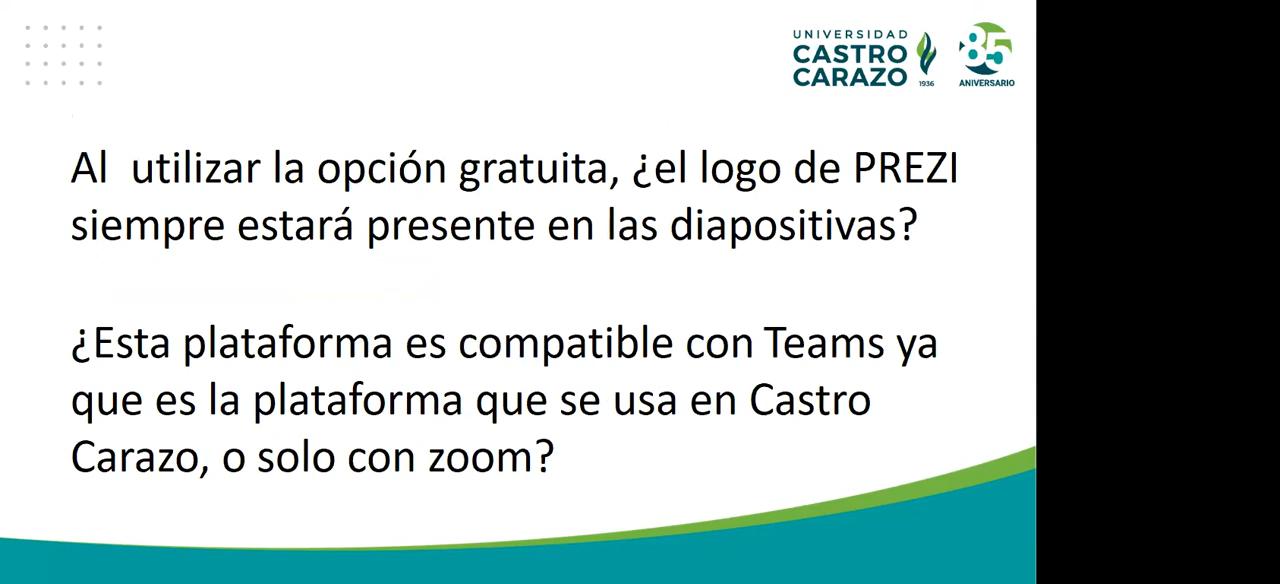 UNIVERSIDAD
CASTRO
CARAZO
1936
85
ANIVERSARIO
Al utilizar la opción gratuita, ¿el logo de PREZI
siempre estará presente en las diapositivas?
¿Esta plataforma es compatible con Teams ya
que es la plataforma que se usa en Castro
Carazo, o solo con zoom?